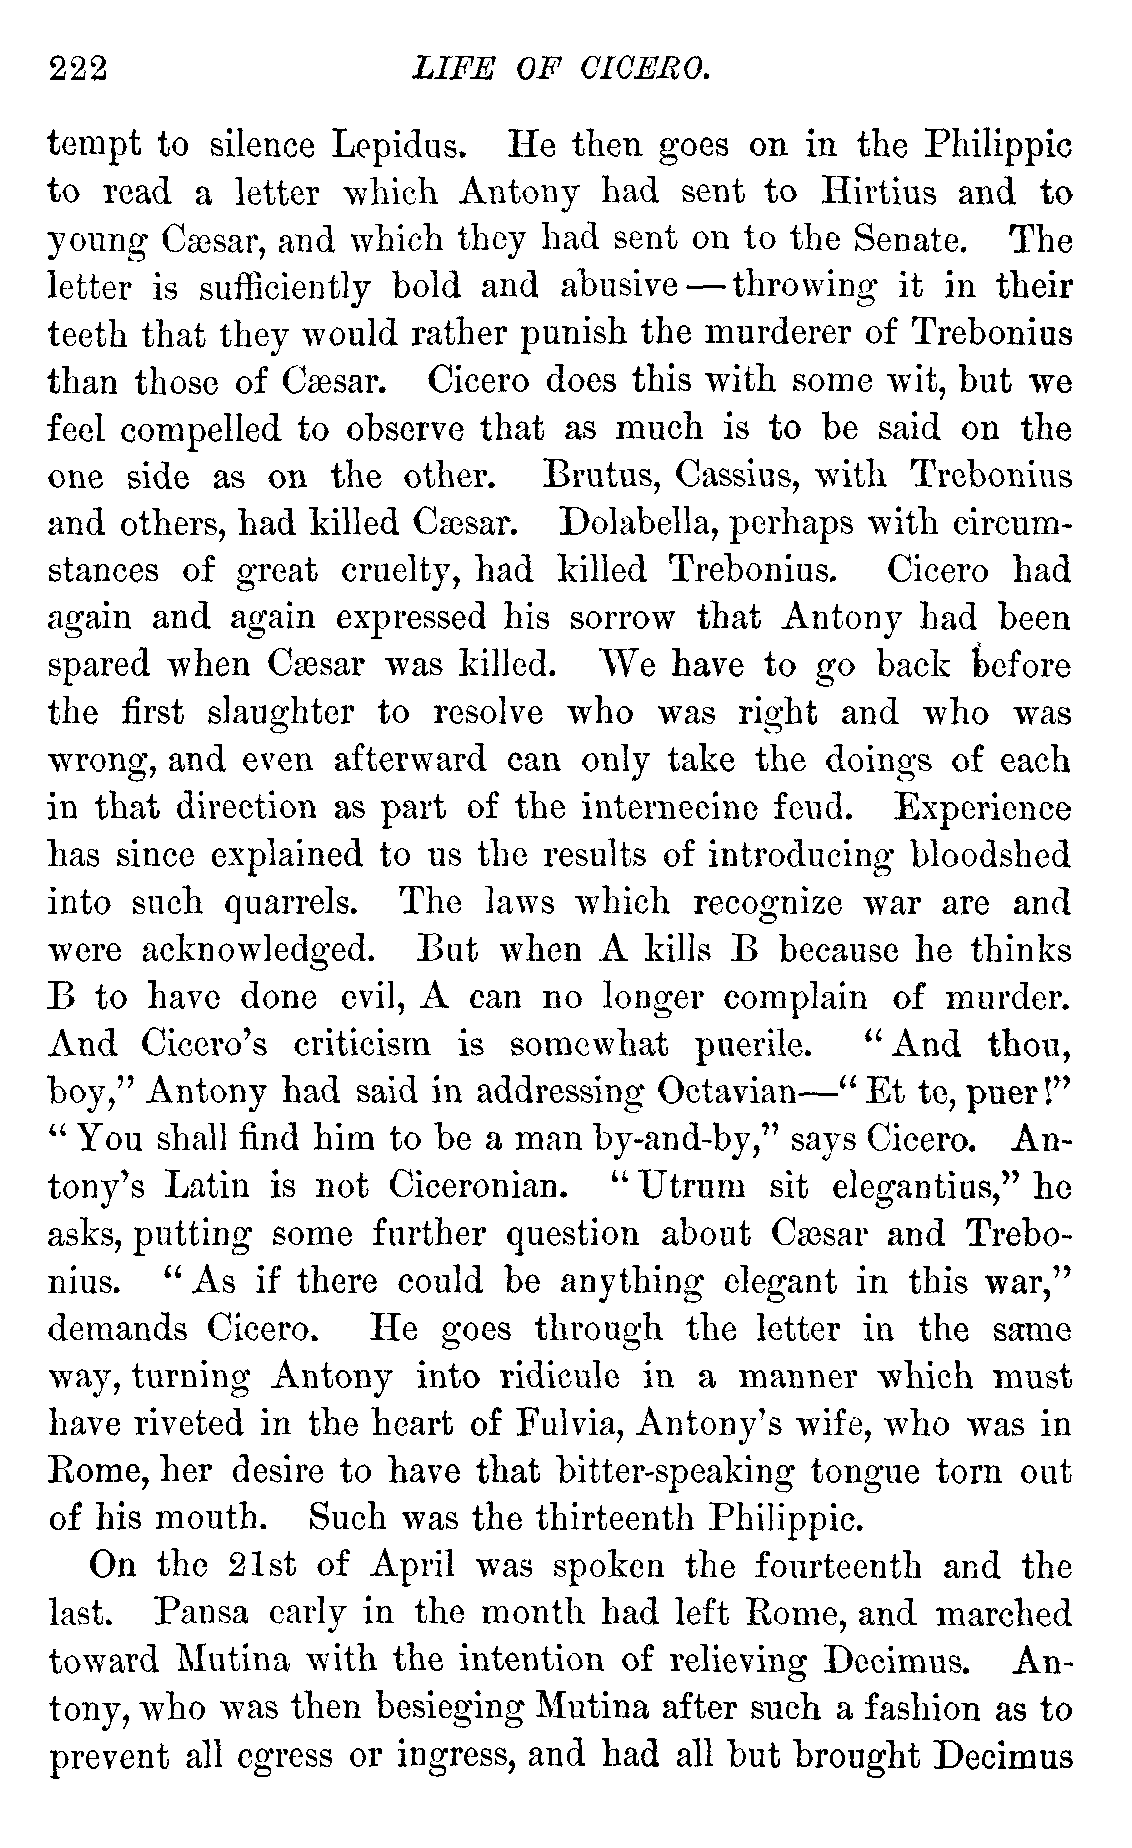 222 LIFE OF CICERO.
tempt to silence Lepidus. He then goes on in the Philippic
to read a letter which Antony had sent to Hirtius and to
young Cæsar, and which they had sent on to the Senate. The
letter is sufficiently bold and abusive—throwing it in their
teeth that they would rather punish the murderer of Trebonius
than those of Cæsar. Cicero does this with some wit, but we
feel compelled to observe that as much is to be said on the
one side as on the other. Brutus, Cassius, with Trebonius
and others, had killed Cæsar. Dolabella, perhaps with circum-
stances of great cruelty, had killed Trebonius. Cicero had
again and again expressed his sorrow that Antony had been
spared when Cæsar was killed. We have to go back before
the first slaughter to resolve who was right and who was
wrong, and even afterward can only take the doings of each
in that direction as part of the internecine feud. Experience
has since explained to us the results of introducing bloodshed
into such quarrels. The laws which recognize war are and
were acknowledged. But when A kills B because he thinks
B to have done evil, A can no longer complain of murder.
And Cicero's criticism is somewhat puerile. "And thou,
boy," Antony had said in addressing Octavian—"Et te, puer!"
"You shall find him to be a man by-and-by," says Cicero. An-
tony's Latin is not Ciceronian. "Utrum sit elegantius," he
asks, putting some further question about Cæsar and Trebo-
nius. "As if there could be anything elegant in this war,"
demands Cicero. He goes through the letter in the same
way, turning Antony into ridicule in a manner which must
have riveted in the heart of Fulvia, Antony's wife, who was in
Rome, her desire to have that bitter-speaking tongue torn out
of his mouth. Such was the thirteenth Philippic.
On the 21st of April was spoken the fourteenth and the
last. Pansa early in the month had left Rome, and marched
toward Mutina with the intention of relieving Decimus. An-
tony, who was then besieging Mutina after such a fashion as to
prevent all egress or ingress, and had all but brought Decimus